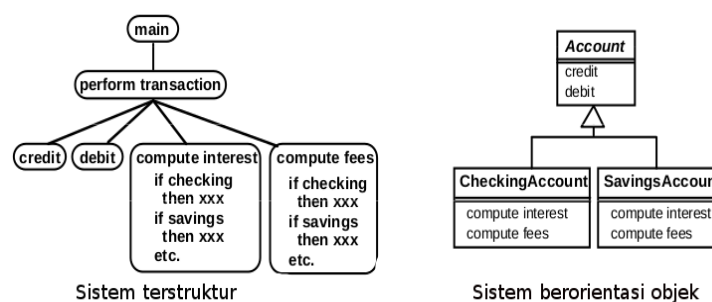 main
perform transaction
credit
debit
compute interest
if checking
then xxx
if savings
then xxx
etc.
compute fees
if checking
then xxx
if savings
then xxx
etc.
Sistem terstruktur
Account
credit
debit
CheckingAccount
compute interest
compute fees
SavingsAccount
compute interest
compute fees
Sistem berorientasi objek